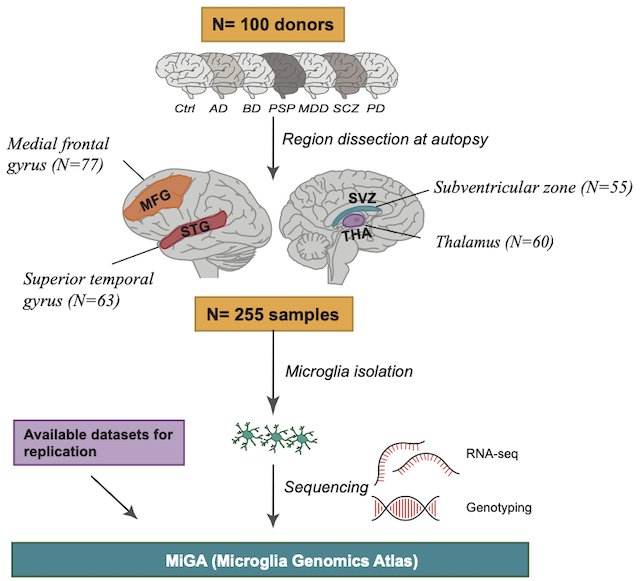 N= 100 donors
Ctrl AD BD PSP MDD SCZ PD
Region dissection at autopsy
Medial frontal
gyrus (N=77)
MFG
STG
SVZ
THA
Subventricular zone (N=55)
Thalamus (N=60)
Superior temporal
gyrus (N=63)
N= 255 samples
Microglia isolation
Available datasets for
replication
Sequencing
RNA-seq
Genotyping
MiGA (Microglia Genomics Atlas)